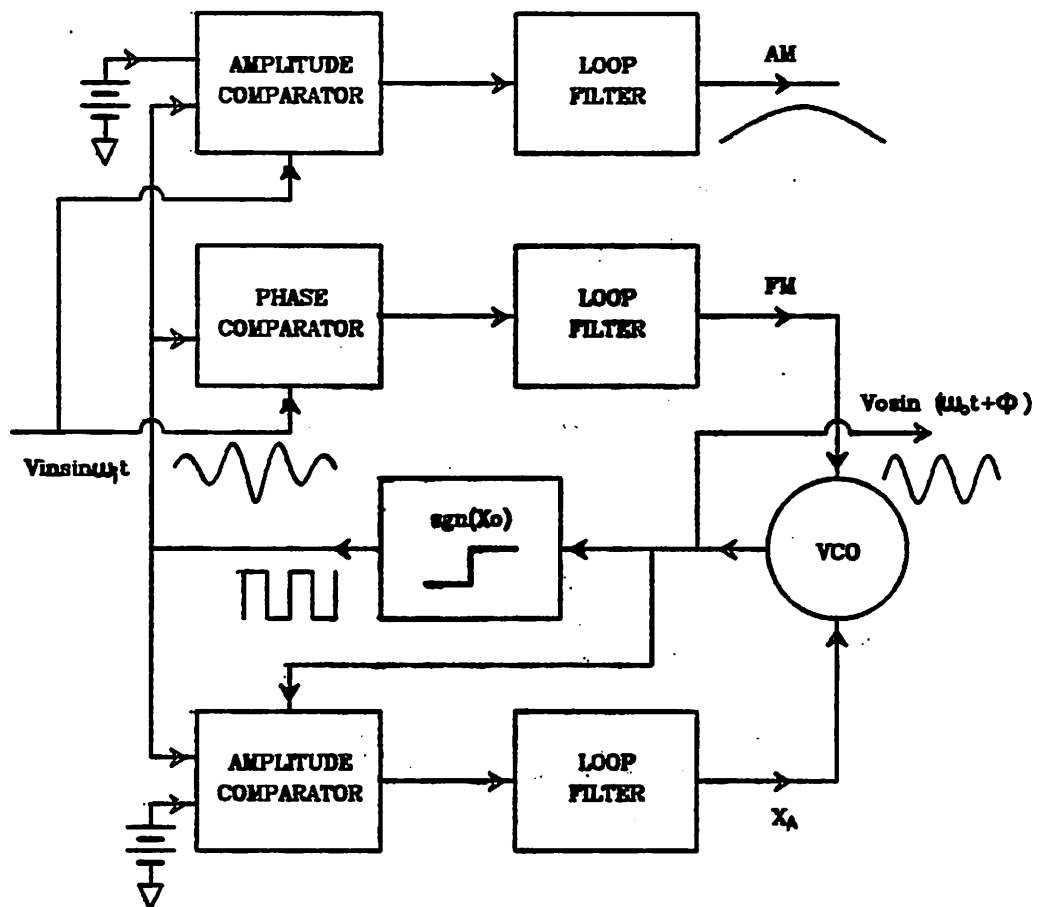 AMPLITUDE
COMPARATOR
LOOP
FILTER
AM
PHASE
COMPARATOR
LOOP
FILTER
FM
Vosin (ω₀t+Φ)
Vinsinω₁t
sgn(Xo)
VCO
AMPLITUDE
COMPARATOR
LOOP
FILTER
X_A